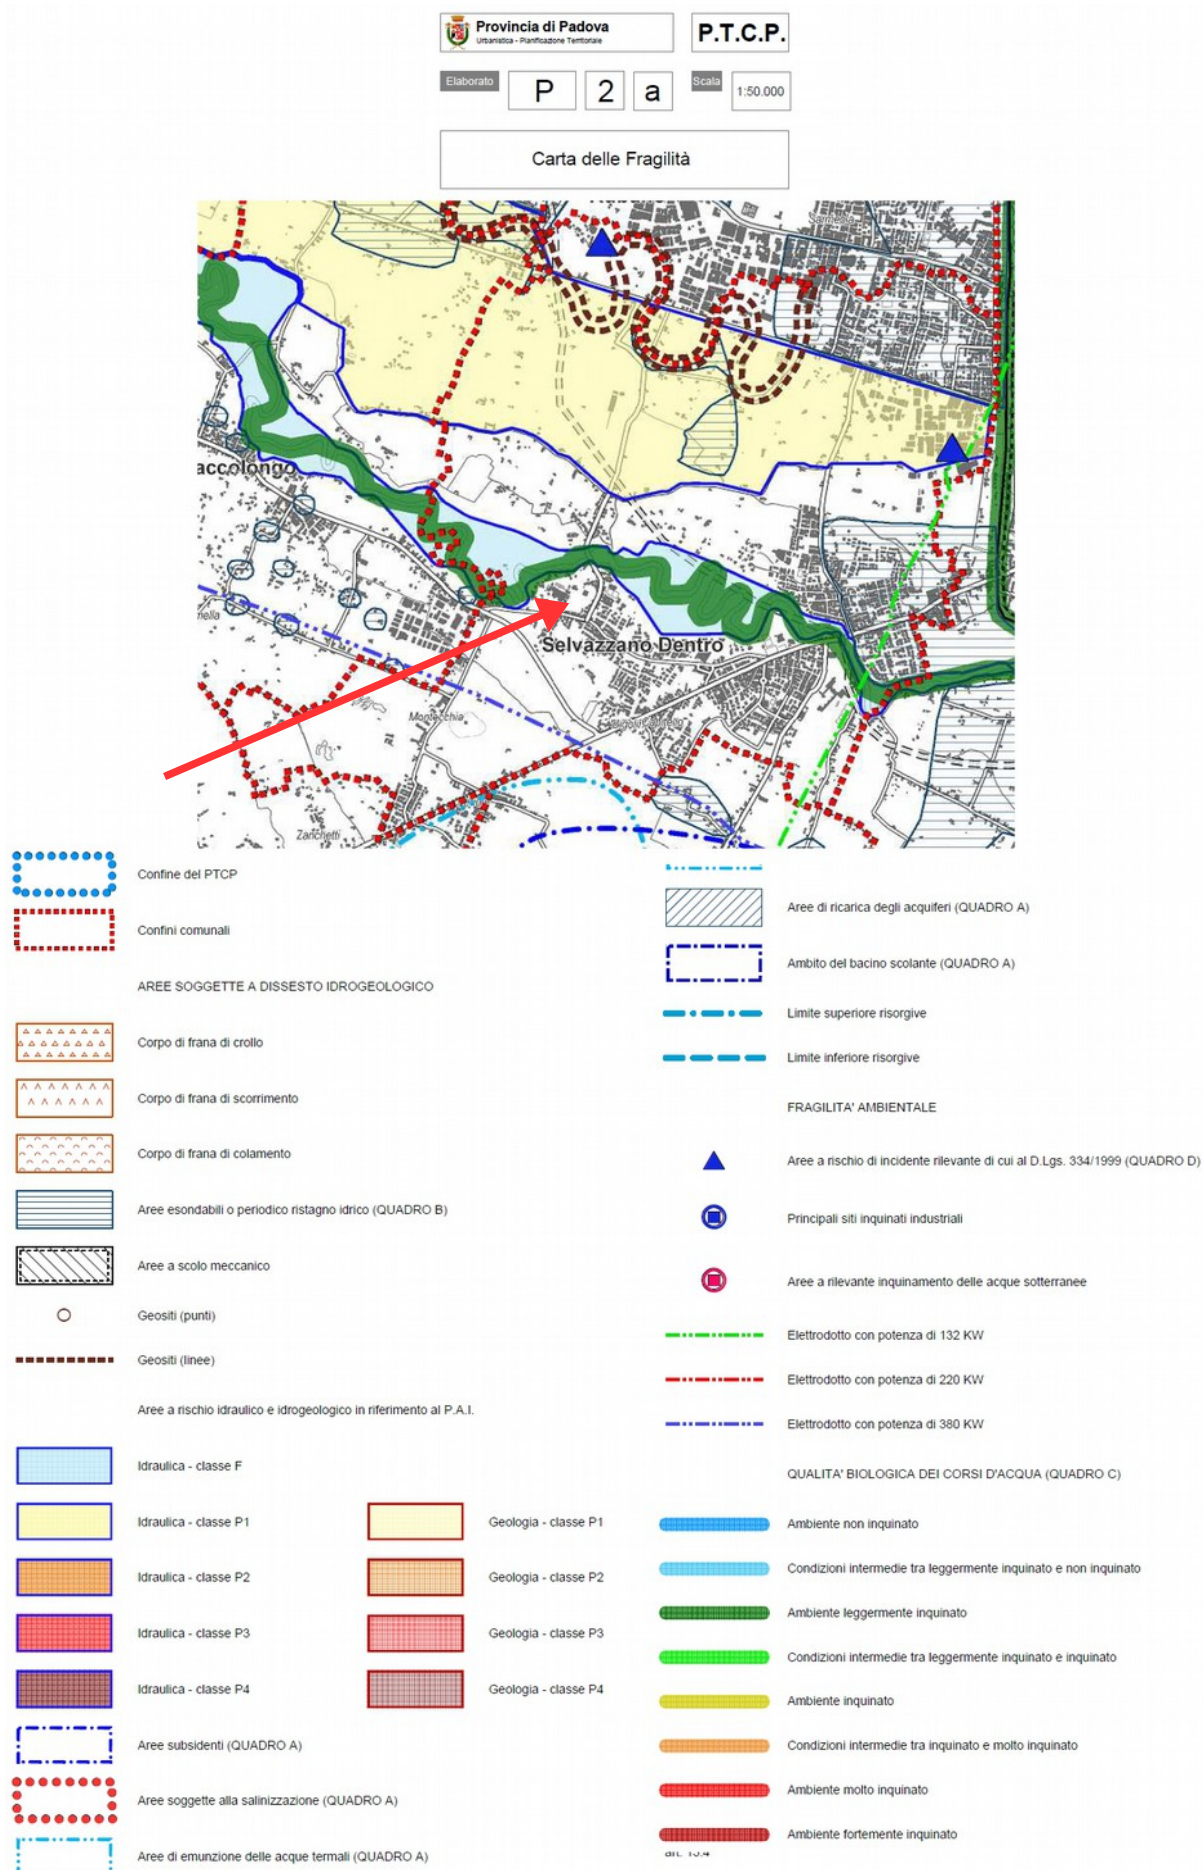 Provincia di Padova
Urbanistica - Pianificazione Territoriale
P.T.C.P.
Elaborato
P
2
a
Scala
1:50.000
Carta delle Fragilità
accolongo
Selvazzano Dentro
Montecchia
Zanchetti
Confine del PTCP
Confini comunali
AREE SOGGETTE A DISSESTO IDROGEOLOGICO
Corpo di frana di crollo
Corpo di frana di scorrimento
Corpo di frana di colamento
Aree esondabili o periodico ristagno idrico (QUADRO B)
Aree a scolo meccanico
Geositi (punti)
Geositi (linee)
Aree a rischio idraulico e idrogeologico in riferimento al P.A.I.
Idraulica - classe F
Idraulica - classe P1
Idraulica - classe P2
Idraulica - classe P3
Idraulica - classe P4
Geologia - classe P1
Geologia - classe P2
Geologia - classe P3
Geologia - classe P4
Aree subsidenti (QUADRO A)
Aree soggette alla salinizzazione (QUADRO A)
Aree di emunzione delle acque termali (QUADRO A)
Aree di ricarica degli acquiferi (QUADRO A)
Ambito del bacino scolante (QUADRO A)
Limite superiore risorgive
Limite inferiore risorgive
FRAGILITA' AMBIENTALE
Aree a rischio di incidente rilevante di cui al D.Lgs. 334/1999 (QUADRO D)
Principali siti inquinati industriali
Aree a rilevante inquinamento delle acque sotterranee
Elettrodotto con potenza di 132 KW
Elettrodotto con potenza di 220 KW
Elettrodotto con potenza di 380 KW
QUALITA' BIOLOGICA DEI CORSI D'ACQUA (QUADRO C)
Ambiente non inquinato
Condizioni intermedie tra leggermente inquinato e non inquinato
Ambiente leggermente inquinato
Condizioni intermedie tra leggermente inquinato e inquinato
Ambiente inquinato
Condizioni intermedie tra inquinato e molto inquinato
Ambiente molto inquinato
Ambiente fortemente inquinato